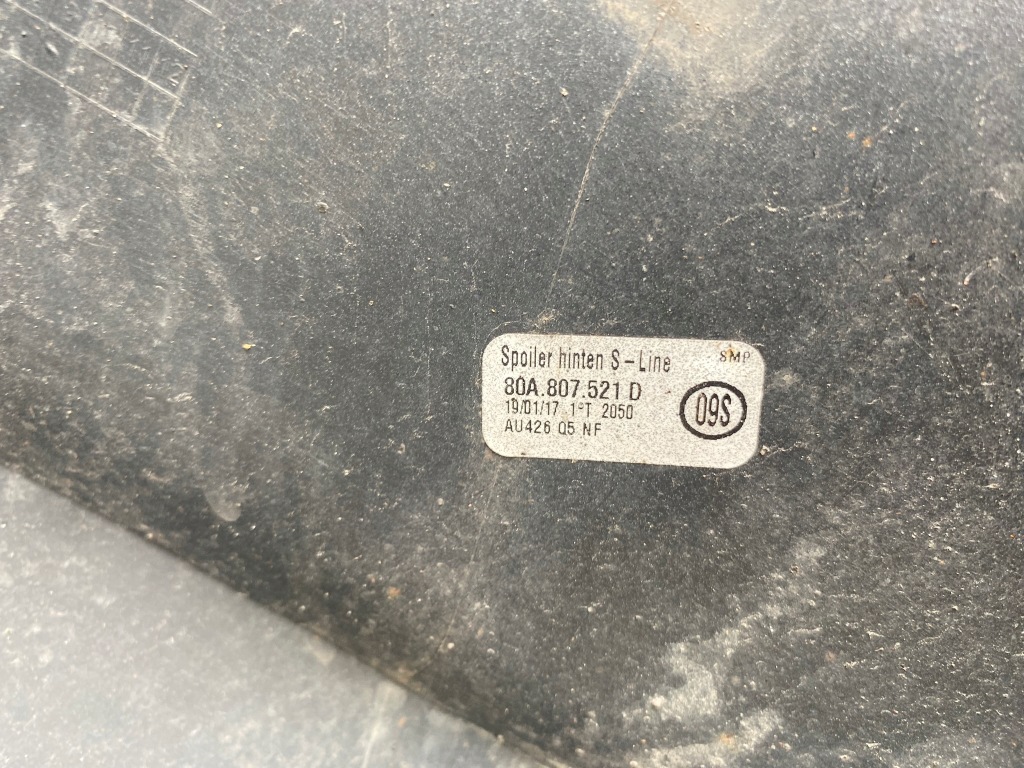 Spoiler hinten S-Line
SMP
80A.807.521 D
19/01/17 1°T 2050
AU426 Q5 NF
09S